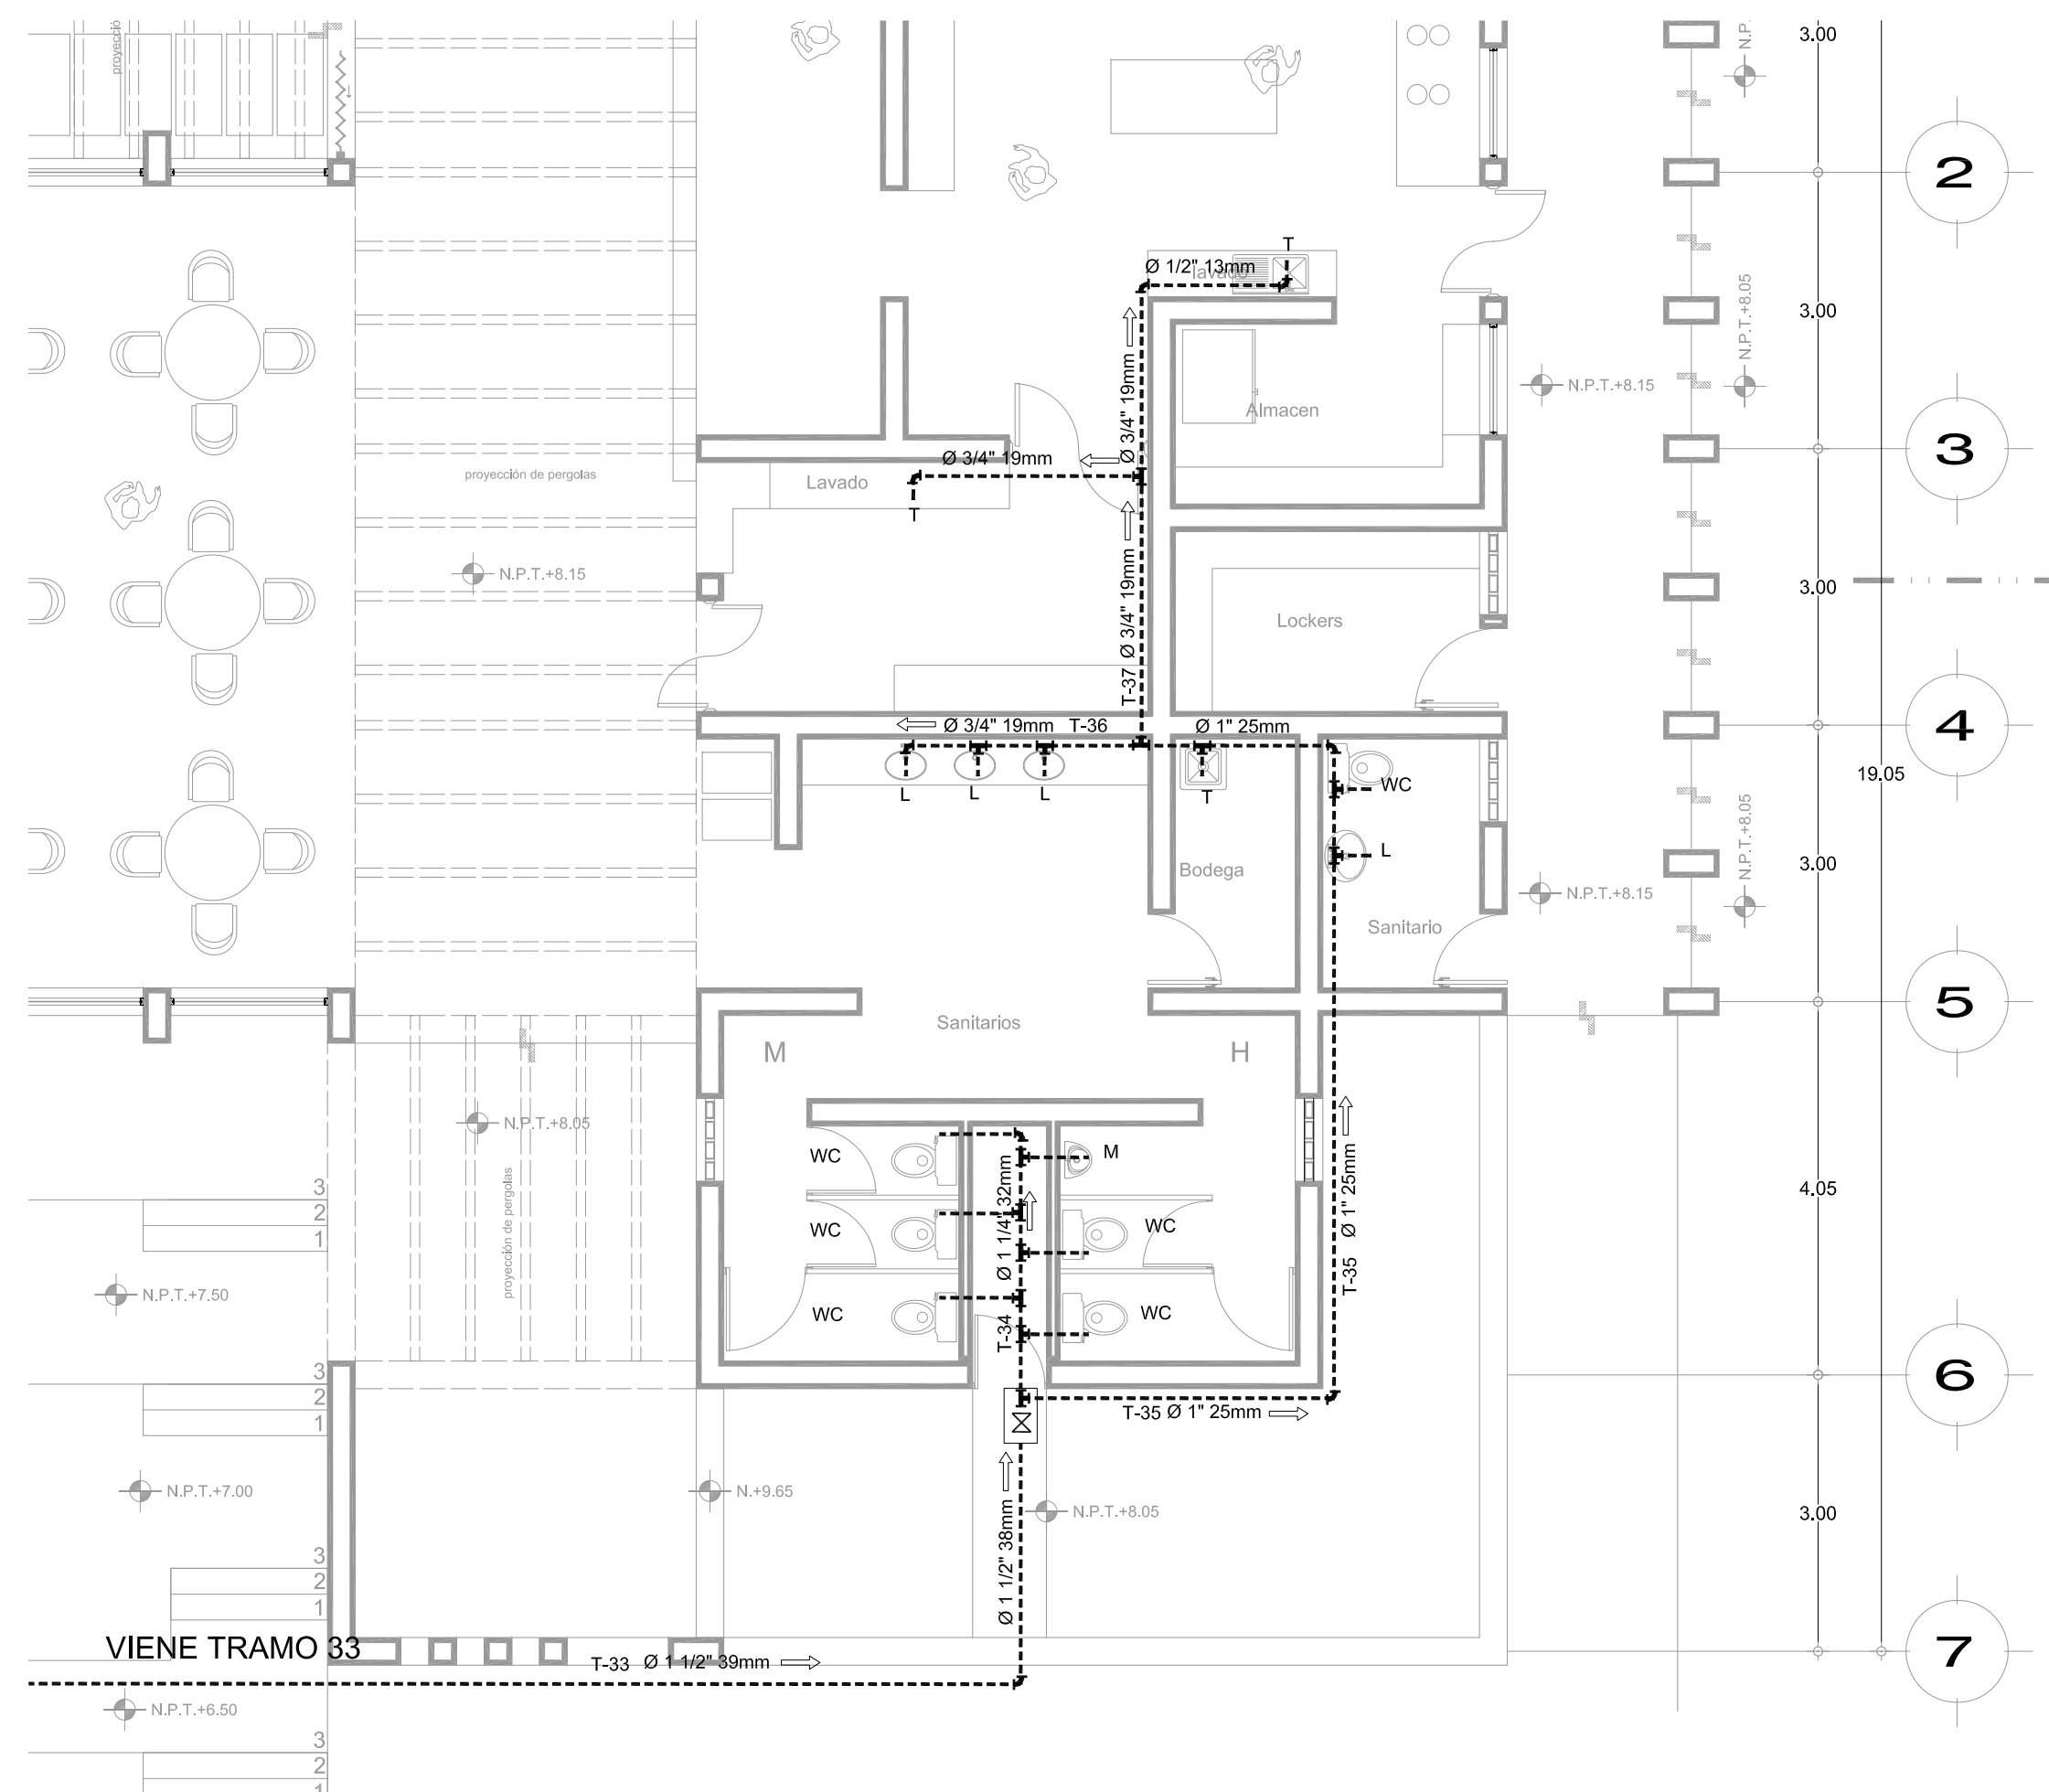 proyecció
3.00
N.P
2
T
Ø 1/2" 13mm
lavado
3.00
N.P.T.+8.05
Ø 3/4" 19mm
N.P.T.+8.15
Almacen
3
Ø 3/4" 19mm
proyección de pergolas
Lavado
T
N.P.T.+8.15
T-37 Ø 3/4" 19mm
3.00
Lockers
4
Ø 3/4" 19mm T-36
Ø 1" 25mm
19.05
WC
L
L
L
T
L
N.P.T.+8.05
3.00
Bodega
N.P.T.+8.15
Sanitario
5
Sanitarios
M
H
N.P.T.+8.05
WC
M
Ø 1 1/4" 32mm
T-34
T-35 Ø 1" 25mm
4.05
proyección de pergolas
3
2
1
WC
WC
N.P.T.+7.50
WC
WC
3
2
1
6
T-35 Ø 1" 25mm
N.P.T.+7.00
N.+9.65
N.P.T.+8.05
3.00
Ø 1 1/2" 38mm
3
2
1
VIENE TRAMO 33
T-33 Ø 1 1/2" 39mm
7
N.P.T.+6.50
3
2
1